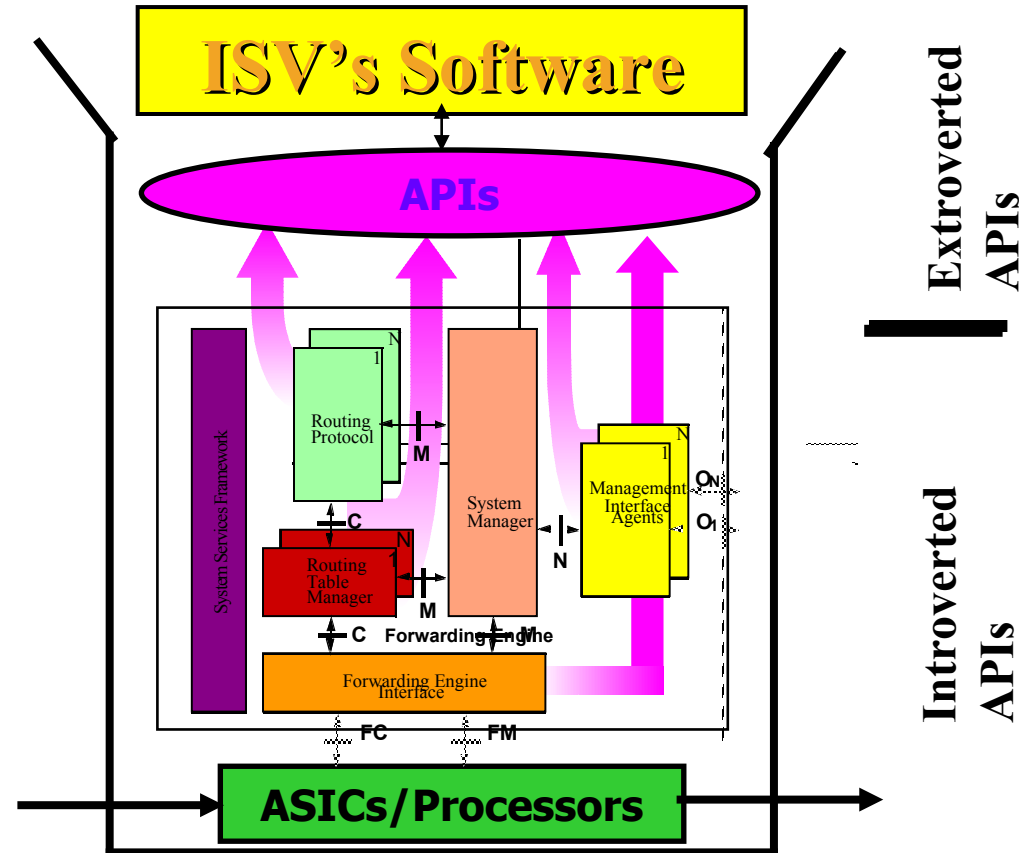 ISV's Software
APIs
Extroverted
APIs
System Services Framework
N
1
Routing
Protocol
M
System
Manager
N
1
Management
Interface
Agents
ON
O1
N
C
N
1
Routing
Table
Manager
M
C
Forwarding Engine
M
Forwarding Engine
Interface
FC
FM
Introverted
APIs
ASICs/Processors